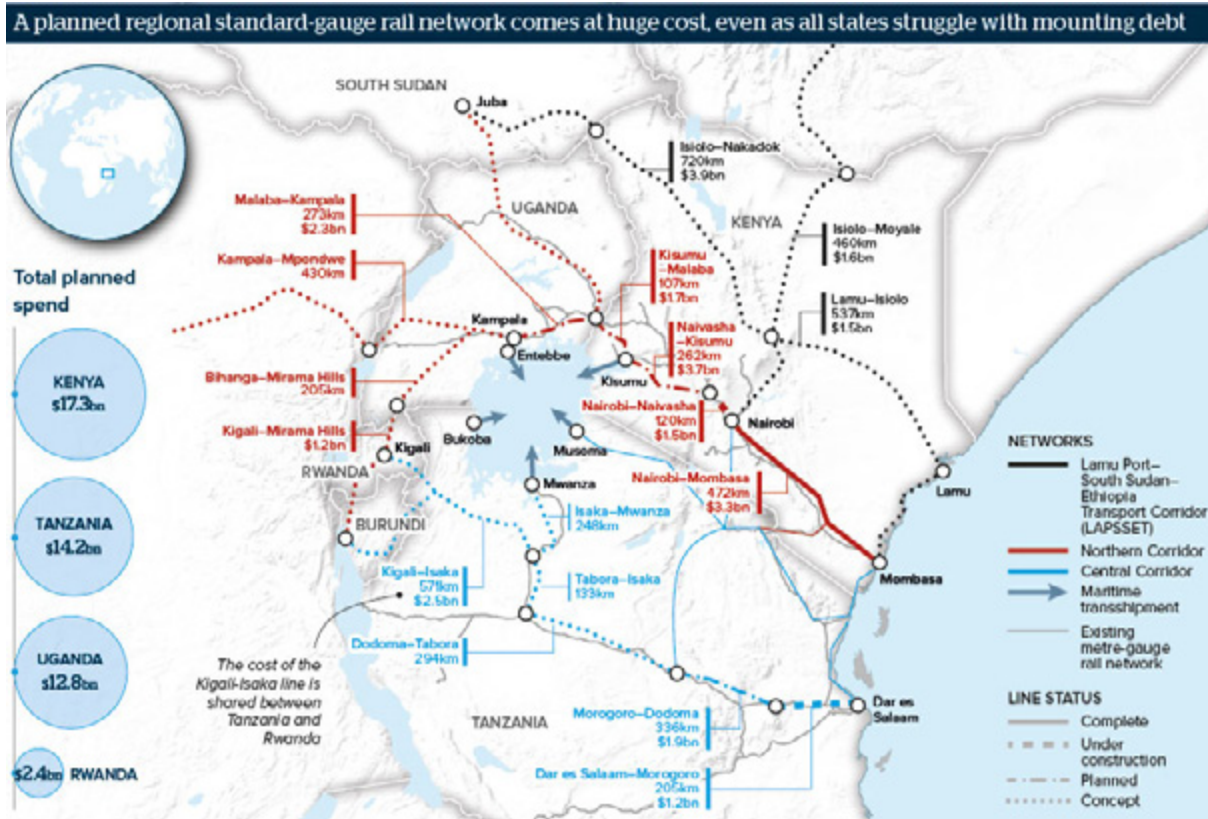 A planned regional standard-gauge rail network comes at huge cost, even as all states struggle with mounting debt
SOUTH SUDAN
Juba
Isiolo–Nakadok
720km
$3.9bn
Malaba–Kampala
273km
$2.3bn
UGANDA
KENYA
Isiolo–Moyale
460km
$1.6bn
Kampala–Mpondwe
430km
Kisumu
–Malaba
107km
$1.7bn
Total planned
spend
Lamu–Isiolo
537km
$1.5bn
Kampala
Entebbe
Naivasha
–Kisumu
262km
$3.7bn
Kisumu
KENYA
$17.3bn
Bihanga–Mirama Hills
205km
Nairobi–Naivasha
120km
$1.5bn
Nairobi
Kigali–Mirama Hills
$1.2bn
Kigali
Bukoba
Musoma
RWANDA
Mwanza
Nairobi–Mombasa
472km
$3.3bn
Lamu
TANZANIA
$14.2bn
BURUNDI
Isaka–Mwanza
248km
Kigali–Isaka
571km
$2.5bn
Tabora–Isaka
133km
Mombasa
Dodoma–Tabora
294km
UGANDA
$12.8bn
The cost of the
Kigali-Isaka line is
shared between
Tanzania and
Rwanda
TANZANIA
Morogoro–Dodoma
336km
$1.9bn
Dar es
Salaam
Dar es Salaam–Morogoro
205km
$1.2bn
$2.4bn RWANDA
NETWORKS
Lamu Port–
South Sudan–
Ethiopia
Transport Corridor
(LAPSSET)
Northern Corridor
Central Corridor
Maritime
transshipment
Existing
metre-gauge
rail network
LINE STATUS
Complete
Under
construction
Planned
Concept